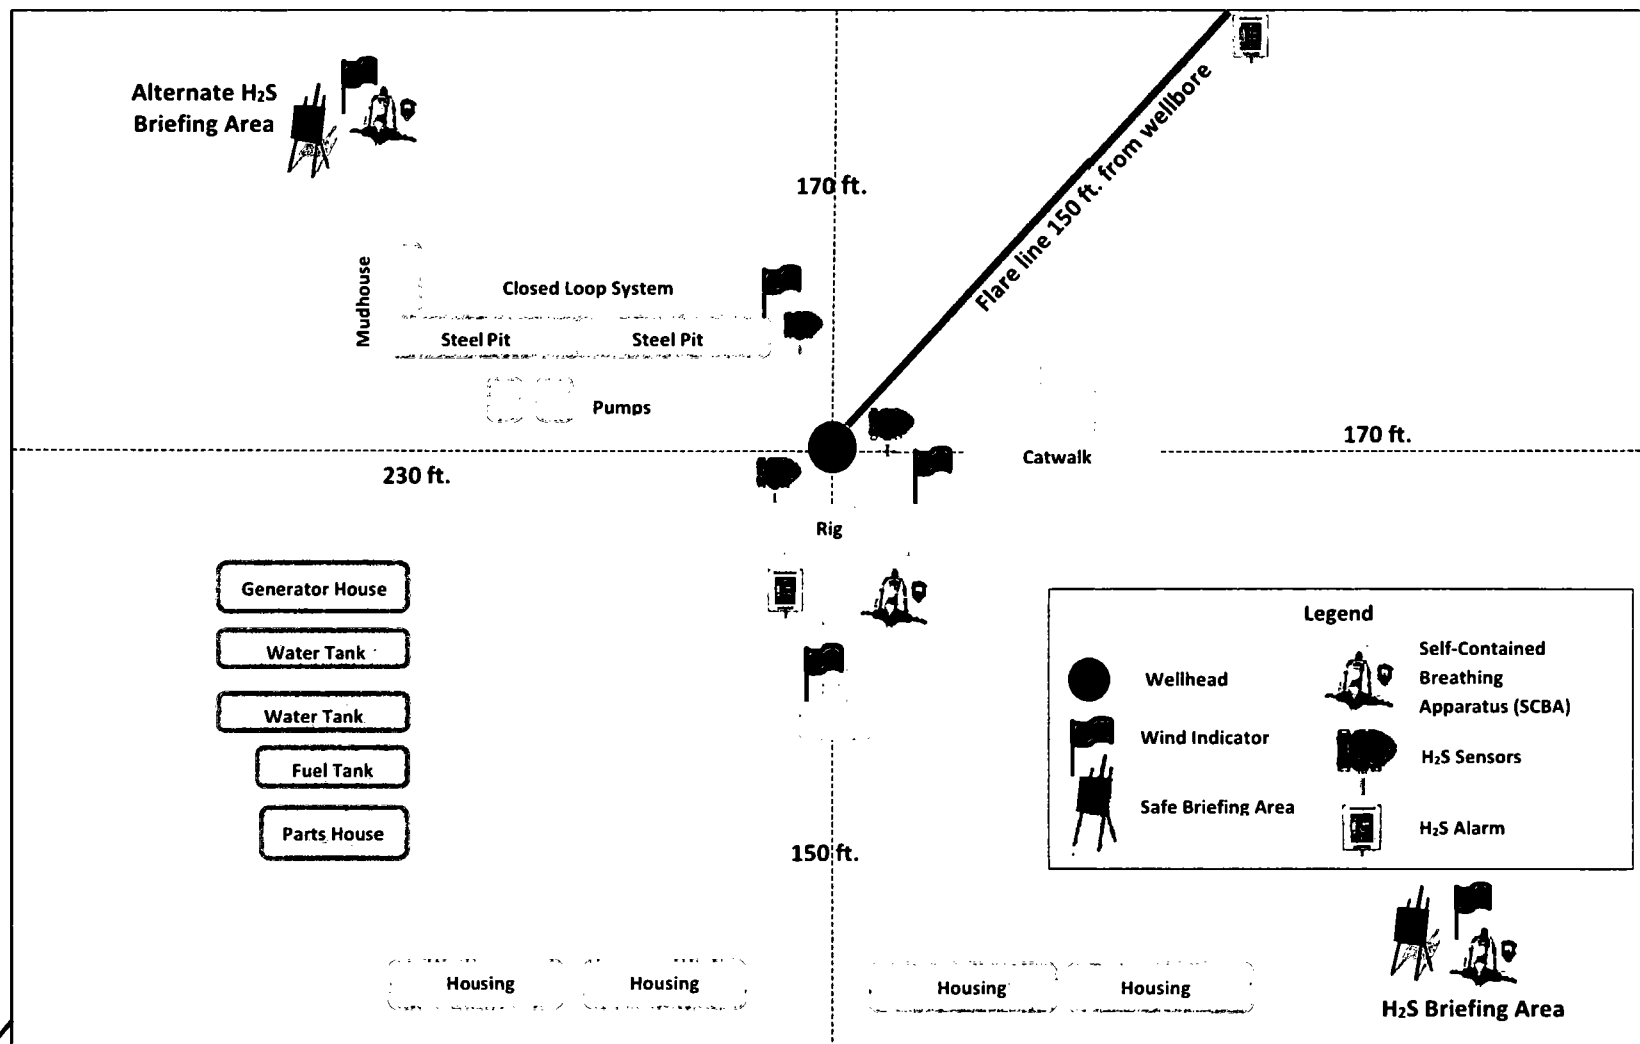 Alternate H₂S
Briefing Area
170 ft.
Flare line 150 ft. from wellbore
Mudhouse
Closed Loop System
Steel Pit
Steel Pit
Pumps
170 ft.
230 ft.
Catwalk
Rig
Generator House
Water Tank
Water Tank
Fuel Tank
Parts House
150 ft.
Legend
Wellhead
Wind Indicator
Safe Briefing Area
Self-Contained
Breathing
Apparatus (SCBA)
H₂S Sensors
H₂S Alarm
Housing
Housing
Housing
Housing
H₂S Briefing Area